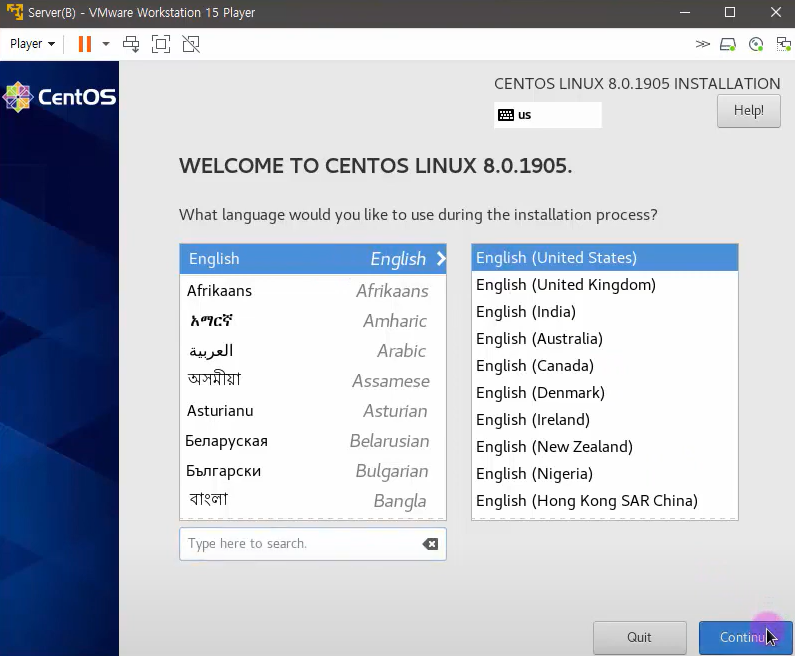 Server(B) - VMware Workstation 15 Player
Player
CentOS
CENTOS LINUX 8.0.1905 INSTALLATION
us
Help!
WELCOME TO CENTOS LINUX 8.0.1905.
What language would you like to use during the installation process?
English English
Afrikaans Afrikaans
አማርኛ Amharic
العربية Arabic
অসমীয়া Assamese
Asturianu Asturian
Беларуская Belarusian
Български Bulgarian
বাংলা Bangla
Type here to search.
English (United States)
English (United Kingdom)
English (India)
English (Australia)
English (Canada)
English (Denmark)
English (Ireland)
English (New Zealand)
English (Nigeria)
English (Hong Kong SAR China)
Quit
Continue